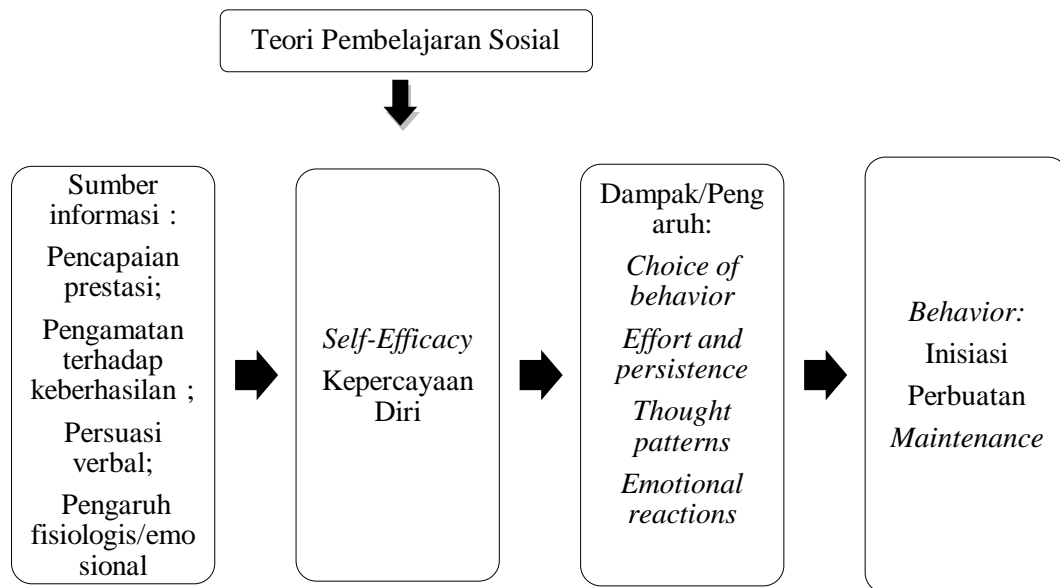 Teori Pembelajaran Sosial
Sumber
informasi :
Pencapaian
prestasi;
Pengamatan
terhadap
keberhasilan ;
Persuasi
verbal;
Pengaruh
fisiologis/emo
sional
Self-Efficacy
Kepercayaan
Diri
Dampak/Peng
aruh:
Choice of
behavior
Effort and
persistence
Thought
patterns
Emotional
reactions
Behavior:
Inisiasi
Perbuatan
Maintenance